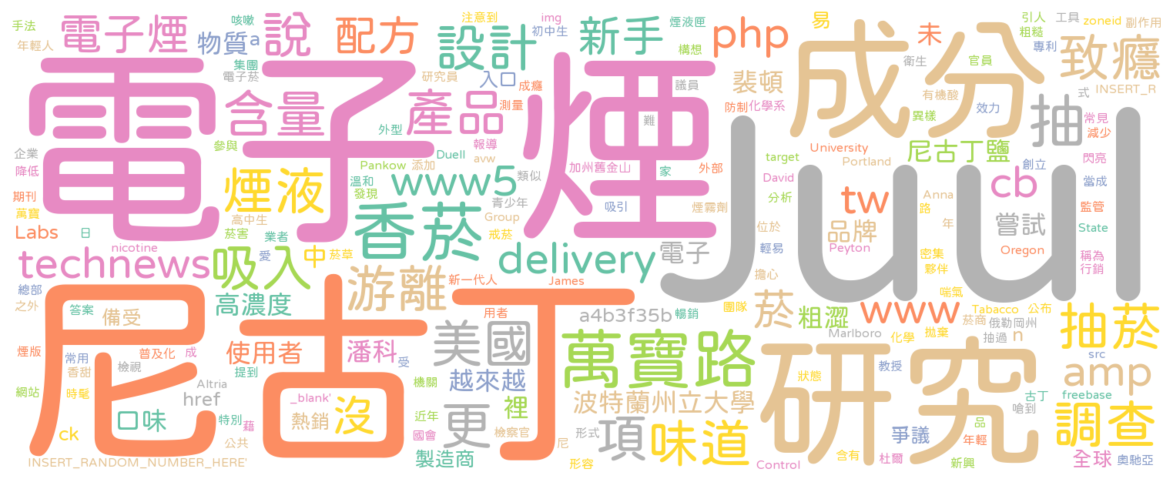 電子煙
尼古丁
Juul
成分
研究
香菸
萬寶路
設計
產品
含量
煙液
吸入
游離
美國
味道
抽菸
調查
致癮
抽
說
配方
新手
php
電子煙
物質
a
technews
www5
delivery
www
tw
cb
amp
更
項
沒
裡
菸
中
未
易
裴頓
尼古丁鹽
品牌
嘗試
電子
粗澀
高濃度
使用者
潘科
越來越
口味
備受
熱銷
href
ck
製造商
波特蘭州立大學
爭議
全球
a4b3f35b
Labs
入口
手法
年輕人
咳嗽
集團
電子菸
注意到
img
初中生
煙液匣
構想
研究員
成癮
測量
議員
難
防制
化學系
衛生
官員
有機酸
效力
異樣
引人
粗糙
工具
專利
zoneid
副作用
INSERT_R
式
常見
減少
閃亮
創立
當成
監管
State
稱為
行銷
University
Portland
target
David
分析
Anna
路
年
Peyton
Oregon
位於
輕易
密集
夥伴
擔心
喘氣
團隊
Tabacco
公布
菸商
俄勒岡州
抽過
n
拋棄
化學
Marlboro
暢銷
教授
狀態
src
freebase
古丁
嗆到
品
年輕
新興
含有
杜爾
奧馳亞
Control
形容
形式
尼
檢察官
國會
近年
機關
受
公共
藉
特別
提到
_blank'
Altria
成
普及化
檢視
常用
香甜
時髦
網站
煙版
答案
之外
總部
日
nicotine
萬寶
期刊
降低
企業
參與
外型
報導
Pankow
添加
Duell
avw
類似
加州舊金山
家
外部
溫和
發現
青少年
吸引
煙霧劑
高中生
Group
戒菸
菸害
業者
愛
菸草
新一代人
James
用者
INSERT_RANDOM_NUMBER_HERE'